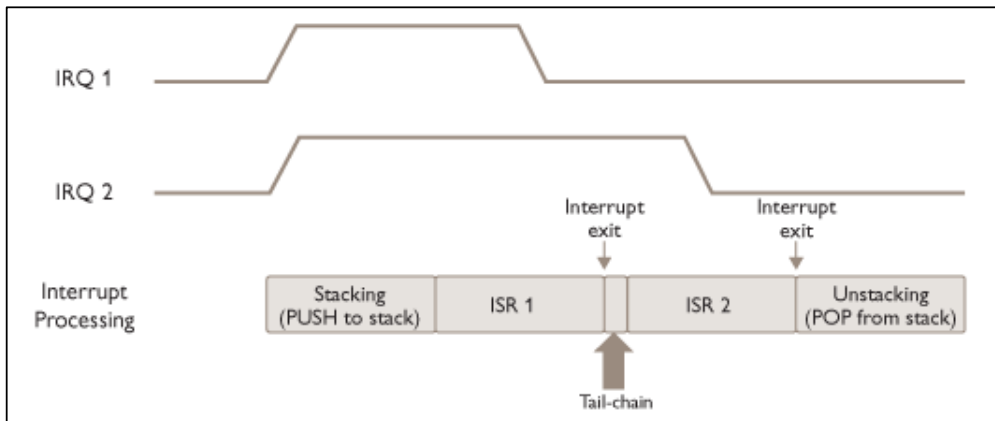 IRQ 1
IRQ 2
Interrupt
exit
Interrupt
exit
Interrupt
Processing
Stacking
(PUSH to stack)
ISR 1
ISR 2
Unstacking
(POP from stack)
Tail-chain